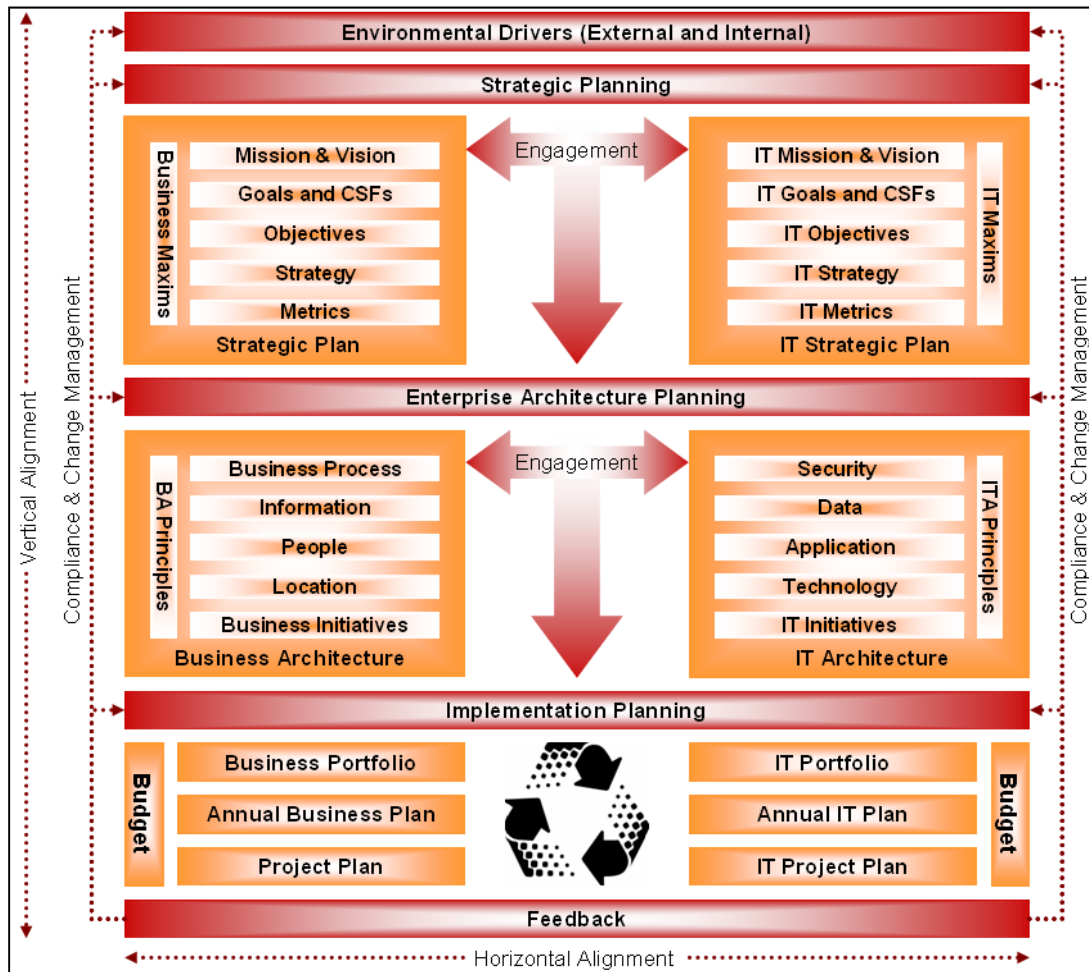 Environmental Drivers (External and Internal)
Strategic Planning
Business Maxims
Mission & Vision
Goals and CSFs
Objectives
Strategy
Metrics
Strategic Plan
Engagement
IT Mission & Vision
IT Goals and CSFs
IT Objectives
IT Strategy
IT Metrics
IT Maxims
IT Strategic Plan
Enterprise Architecture Planning
BA Principles
Business Process
Information
People
Location
Business Initiatives
Business Architecture
Engagement
Security
Data
Application
Technology
IT Initiatives
ITA Principles
IT Architecture
Implementation Planning
Budget
Business Portfolio
Annual Business Plan
Project Plan
IT Portfolio
Annual IT Plan
IT Project Plan
Budget
Feedback
Vertical Alignment
Compliance & Change Management
Compliance & Change Management
Horizontal Alignment